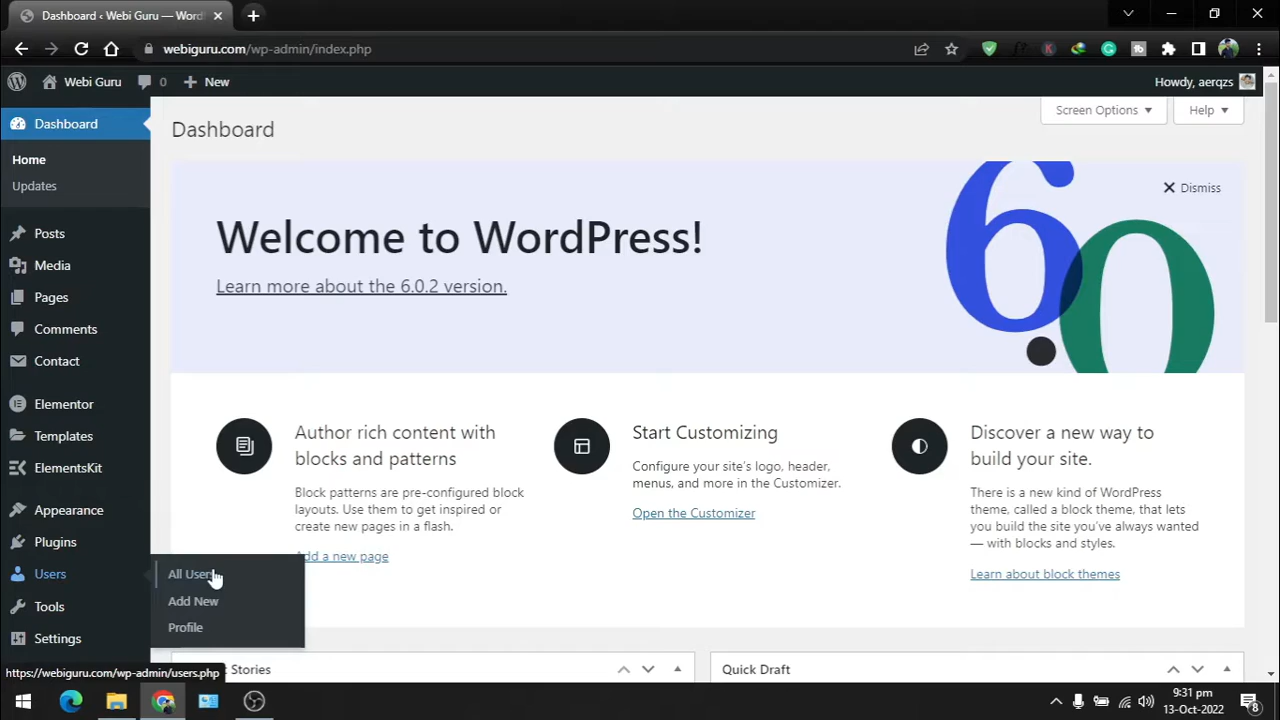 Dashboard ‹ Webi Guru — Word
webiguru.com/wp-admin/index.php
Webi Guru
0
New
Howdy, aerqzs
Dashboard
Home
Updates
Posts
Media
Pages
Comments
Contact
Elementor
Templates
ElementsKit
Appearance
Plugins
Users
Tools
Settings
All Users
Add New
Profile
Dashboard
Screen Options
Help
Dismiss
Welcome to WordPress!
Learn more about the 6.0.2 version.
6.0
Author rich content with
blocks and patterns
Block patterns are pre-configured block
layouts. Use them to get inspired or
create new pages in a flash.
Add a new page
Start Customizing
Configure your site's logo, header,
menus, and more in the Customizer.
Open the Customizer
Discover a new way to
build your site.
There is a new kind of WordPress
theme, called a block theme, that lets
you build the site you've always wanted
— with blocks and styles.
Learn about block themes
Stories
Quick Draft
https://webiguru.com/wp-admin/users.php
9:31 pm
13-Oct-2022
8